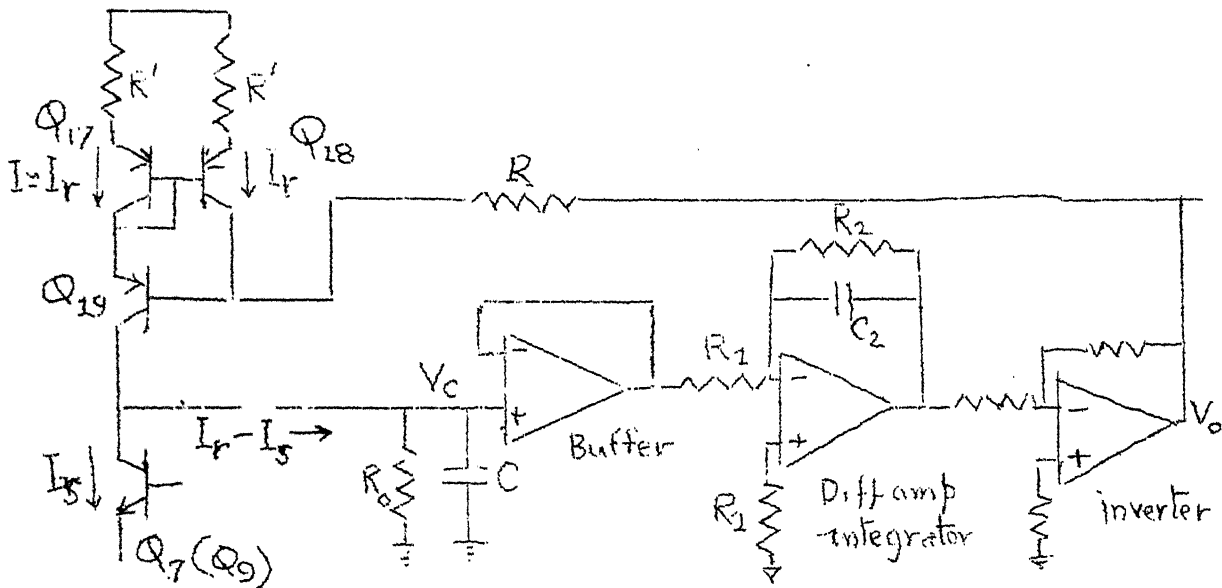 R' R'
Q17 Q18
I≃Ir Ir
R
R2
Q19
C2
R1
VC
Ir - Is →
Buffer
Vo
Is
Ro C
R1
Diff amp
integrator
inverter
Q7 (Q9)